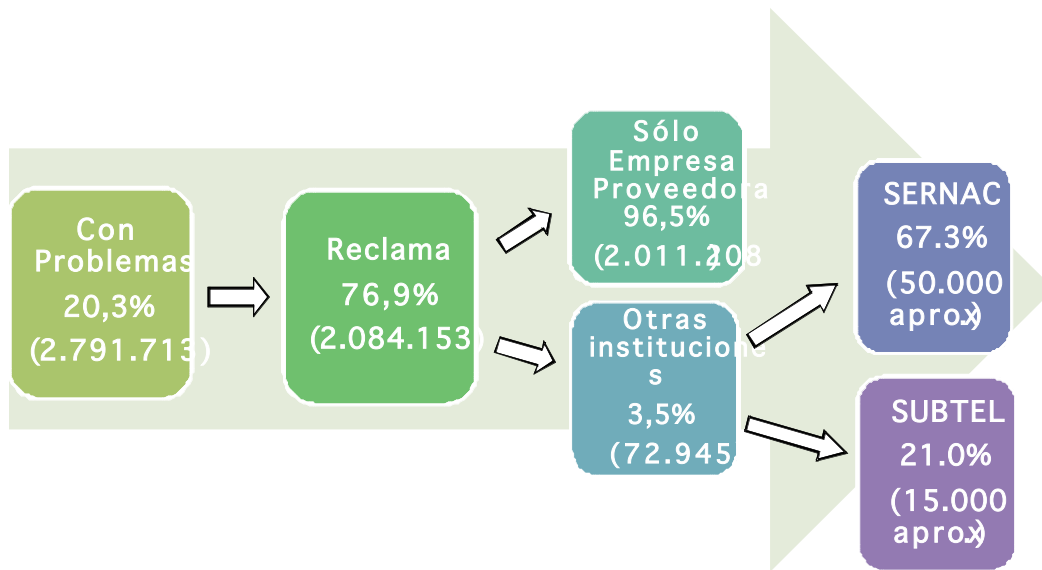 Con
Problemas
20,3%
(2.791.713)
Reclama
76,9%
(2.084.153)
Sólo
Empresa
Proveedora
96,5%
(2.011.208)
Otras
institucione
s
3,5%
(72.945
SERNAC
67.3%
(50.000
aprox.)
SUBTEL
21.0%
(15.000
aprox.)